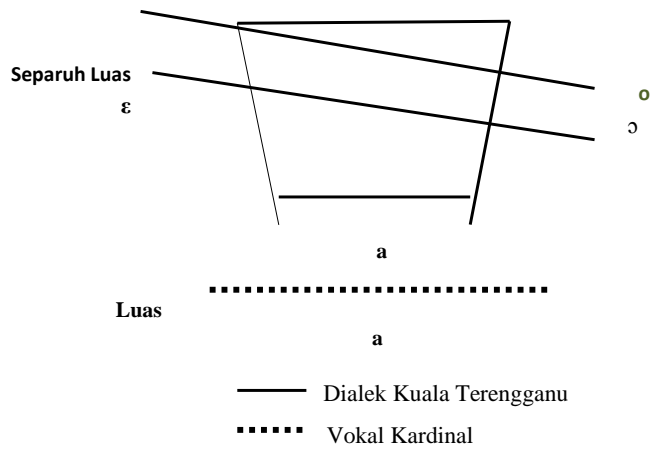 Separuh Luas
o
ε
ɔ
a
Luas
a
Dialek Kuala Terengganu
Vokal Kardinal